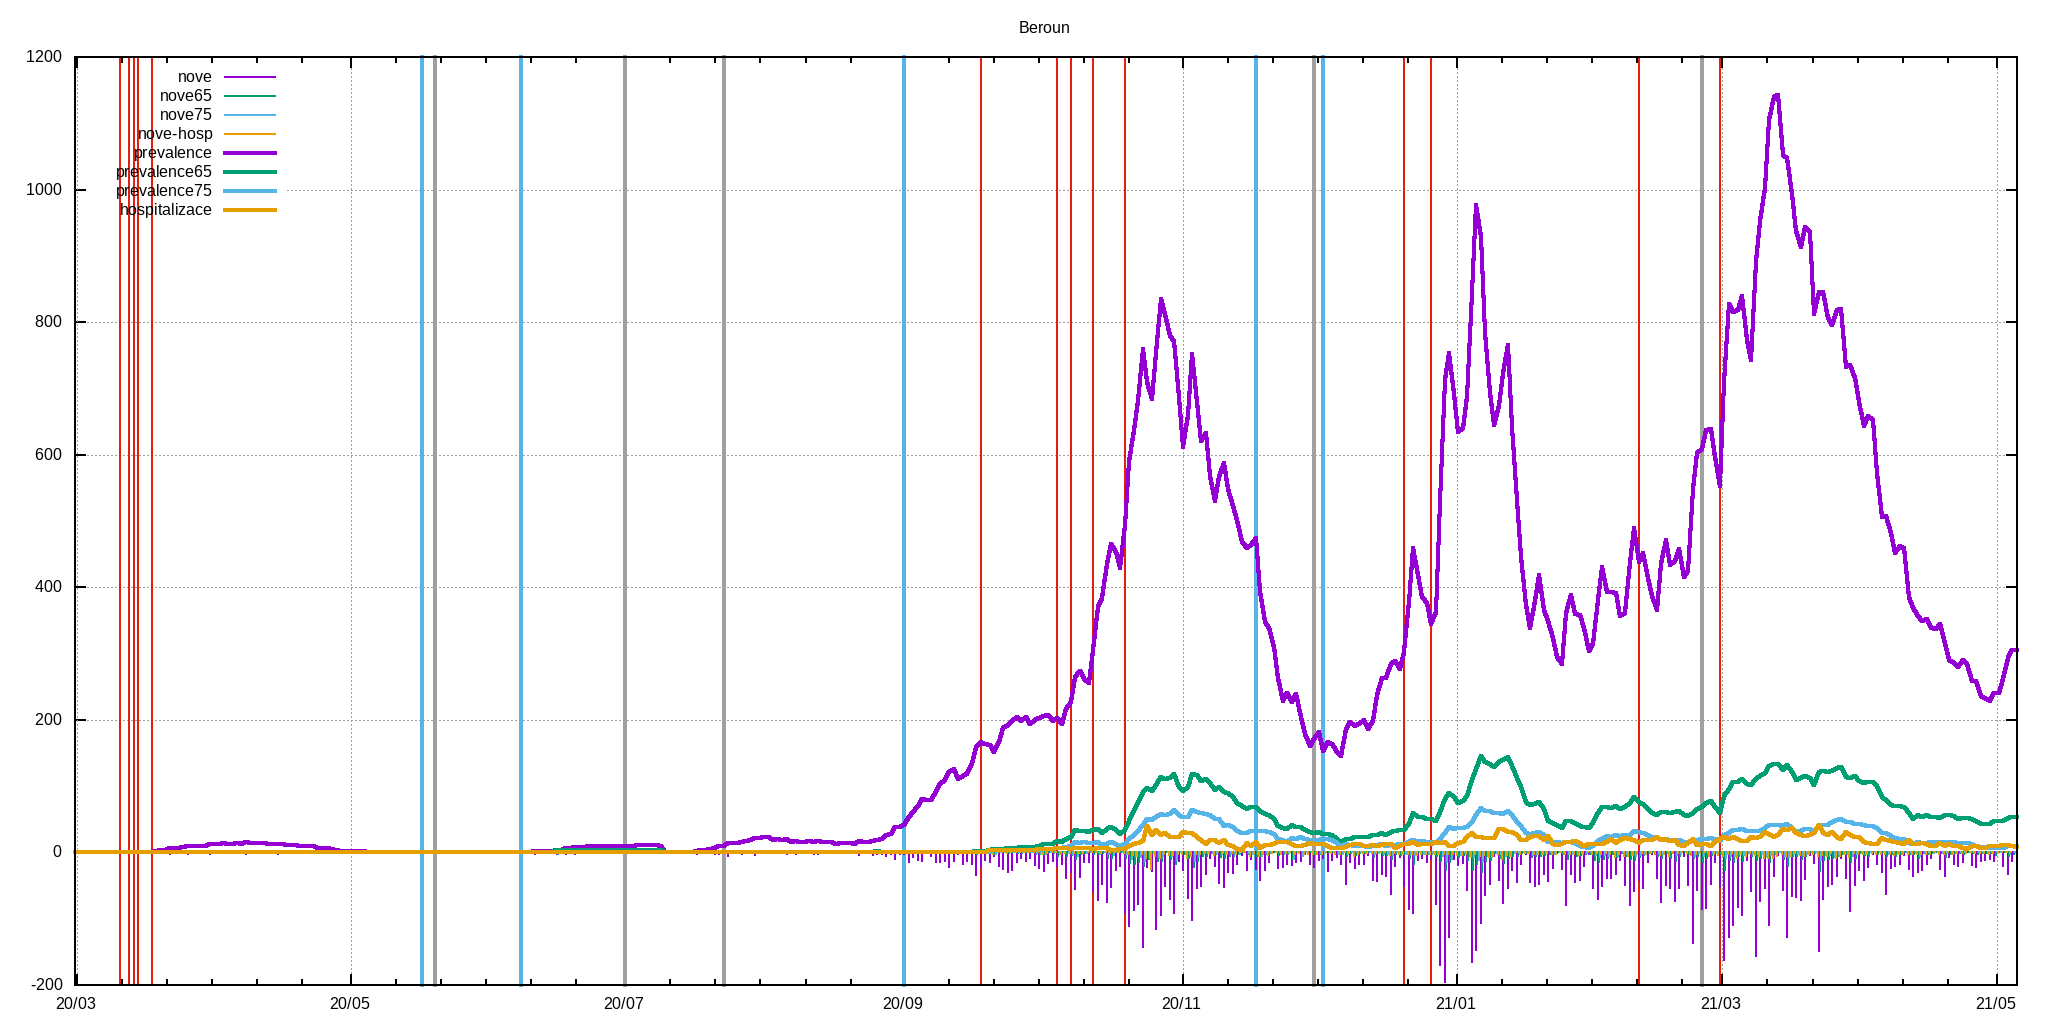 Beroun
1200
nove
nove65
nove75
nove-hosp
prevalence
prevalence65
prevalence75
hospitalizace
1000
800
600
400
200
0
-200
20/03 20/05 20/07 20/09 20/11 21/01 21/03 21/05